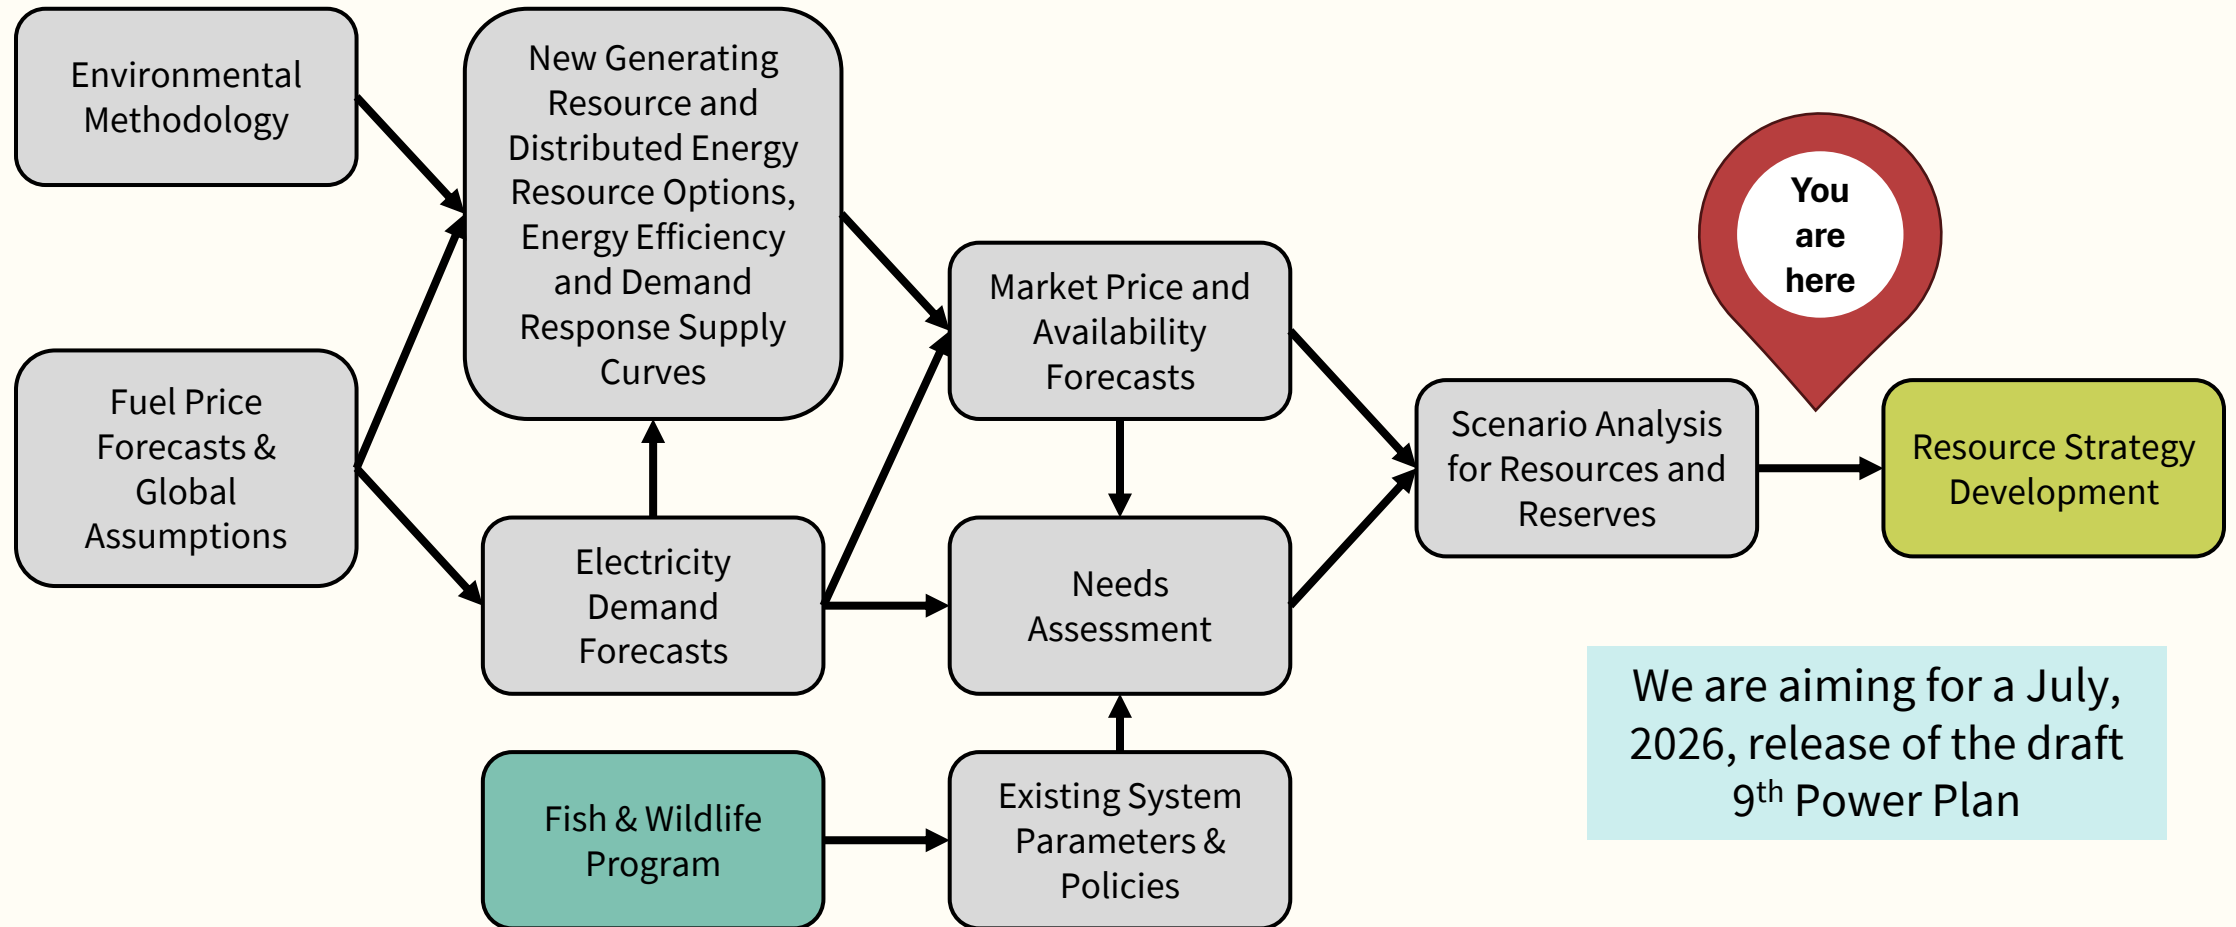 Environmental
Methodology
New Generating
Resource and
Distributed Energy
Resource Options,
Energy Efficiency
and Demand
Response Supply
Curves
Fuel Price
Forecasts &
Global
Assumptions
Electricity
Demand
Forecasts
Fish & Wildlife
Program
Market Price and
Availability
Forecasts
Needs
Assessment
Existing System
Parameters &
Policies
Scenario Analysis
for Resources and
Reserves
You
are
here
Resource Strategy
Development
We are aiming for a July,
2026, release of the draft
9th Power Plan